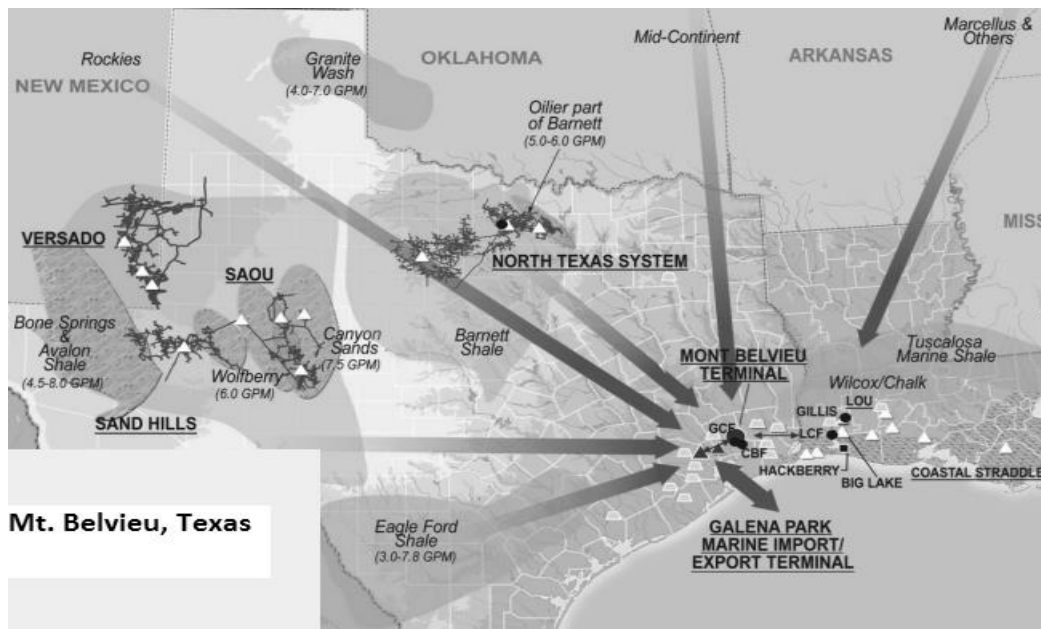 Rockies
NEW MEXICO
Granite
Wash
(4.0-7.0 GPM)
OKLAHOMA
Mid-Continent
ARKANSAS
Marcellus &
Others
Oilier part
of Barnett
(5.0-6.0 GPM)
MISS
VERSADO
SAOU
NORTH TEXAS SYSTEM
Bone Springs
&
Avalon
Shale
(4.5-8.0 GPM)
Wolfberry
(6.0 GPM)
Canyon
Sands
(7.5 GPM)
Barnett
Shale
SAND HILLS
MONT BELVIEU
TERMINAL
Tuscalosa
Marine Shale
Wilcox/Chalk
LOU
GILLIS
GCF
LCF
CBF
HACKBERRY
BIG LAKE
COASTAL STRADDLE
Mt. Belvieu, Texas
Eagle Ford
Shale
(3.0-7.8 GPM)
GALENA PARK
MARINE IMPORT/
EXPORT TERMINAL